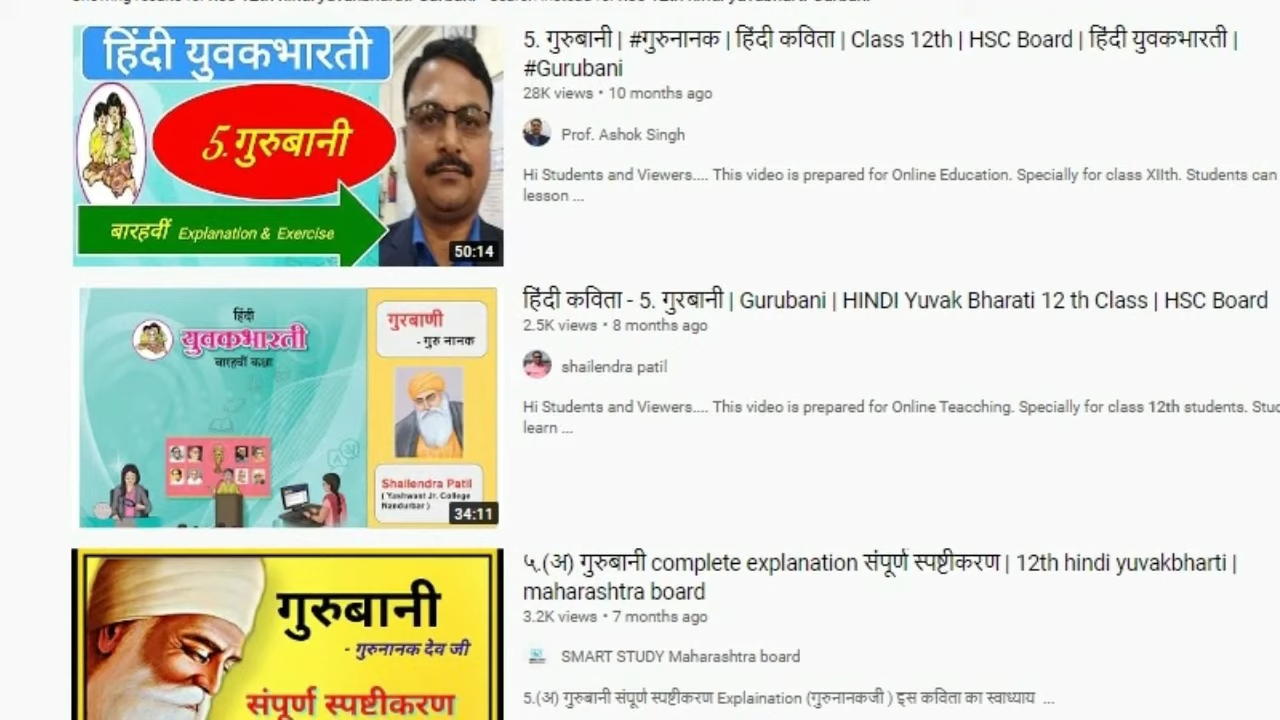 हिंदी युवकभारती
5. गुरुबानी
बारहवीं Explanation & Exercise
50:14
5. गुरुबानी | #गुरुनानक | हिंदी कविता | Class 12th | HSC Board | हिंदी युवकभारती |
#Gurubani
28K views • 10 months ago
Prof. Ashok Singh
Hi Students and Viewers.... This video is prepared for Online Education. Specially for class XIIth. Students can
lesson ...
हिंदी
युवकभारती
बारहवीं कक्षा
गुरबाणी
- गुरु नानक
Shailendra Patil
( Yashwant Jr. College
Nandurbar )
34:11
हिंदी कविता - 5. गुरबानी | Gurubani | HINDI Yuvak Bharati 12 th Class | HSC Board
2.5K views • 8 months ago
shailendra patil
Hi Students and Viewers.... This video is prepared for Online Teacching. Specially for class 12th students. Stud
learn ...
गुरुबानी
- गुरुनानक देव जी
संपूर्ण स्पष्टीकरण
५.(अ) गुरुबानी complete explanation संपूर्ण स्पष्टीकरण | 12th hindi yuvakbharti |
maharashtra board
3.2K views • 7 months ago
SMART STUDY Maharashtra board
5.(अ) गुरुबानी संपूर्ण स्पष्टीकरण Explaination (गुरुनानकजी ) इस कविता का स्वाध्याय ...